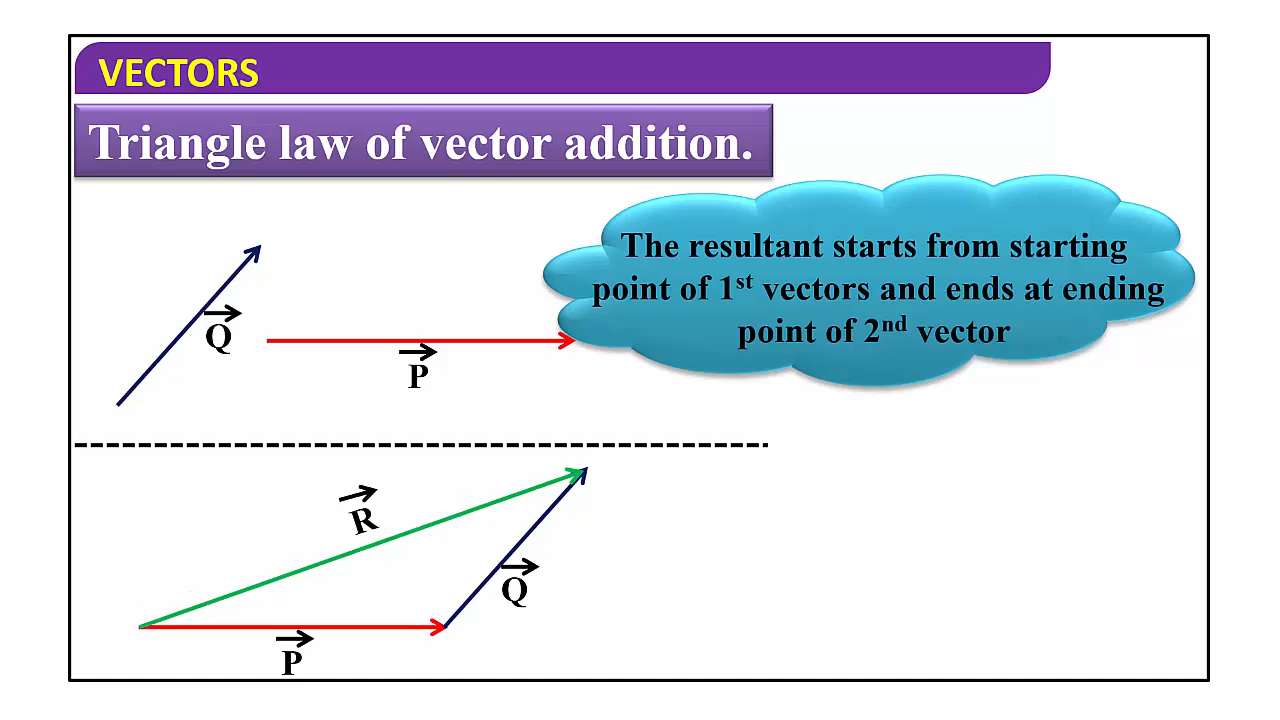 VECTORS
Triangle law of vector addition.
The resultant starts from starting
point of 1st vectors and ends at ending
point of 2nd vector
Q
P
R
Q
P